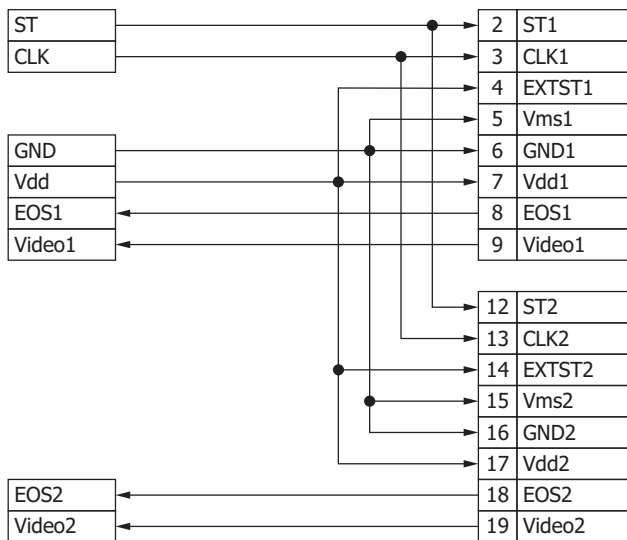 ST
CLK
GND
Vdd
EOS1
Video1
EOS2
Video2
2 ST1
3 CLK1
4 EXTST1
5 Vms1
6 GND1
7 Vdd1
8 EOS1
9 Video1
12 ST2
13 CLK2
14 EXTST2
15 Vms2
16 GND2
17 Vdd2
18 EOS2
19 Video2